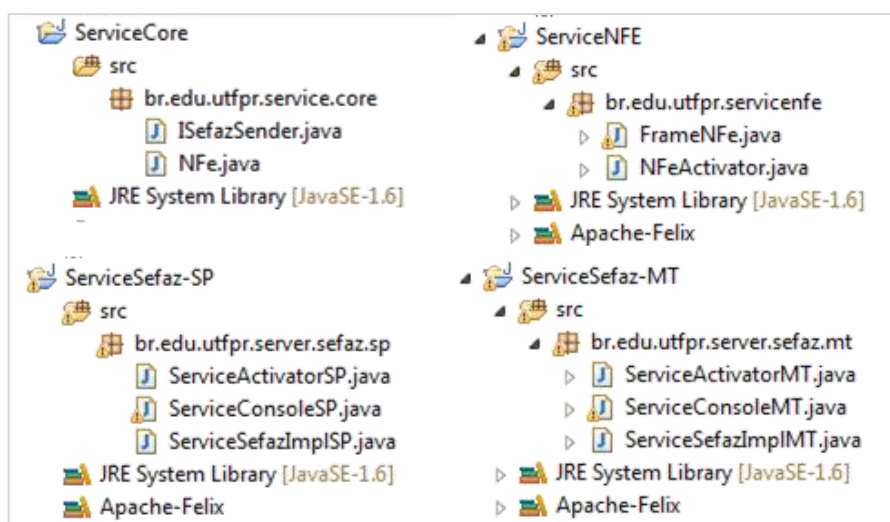 ServiceCore
src
br.edu.utfpr.service.core
ISefazSender.java
NFe.java
JRE System Library [JavaSE-1.6]
ServiceNFE
src
br.edu.utfpr.servicenfe
FrameNFe.java
NFeActivator.java
JRE System Library [JavaSE-1.6]
Apache-Felix
ServiceSefaz-SP
src
br.edu.utfpr.server.sefaz.sp
ServiceActivatorSP.java
ServiceConsoleSP.java
ServiceSefazImplSP.java
JRE System Library [JavaSE-1.6]
Apache-Felix
ServiceSefaz-MT
src
br.edu.utfpr.server.sefaz.mt
ServiceActivatorMT.java
ServiceConsoleMT.java
ServiceSefazImplMT.java
JRE System Library [JavaSE-1.6]
Apache-Felix